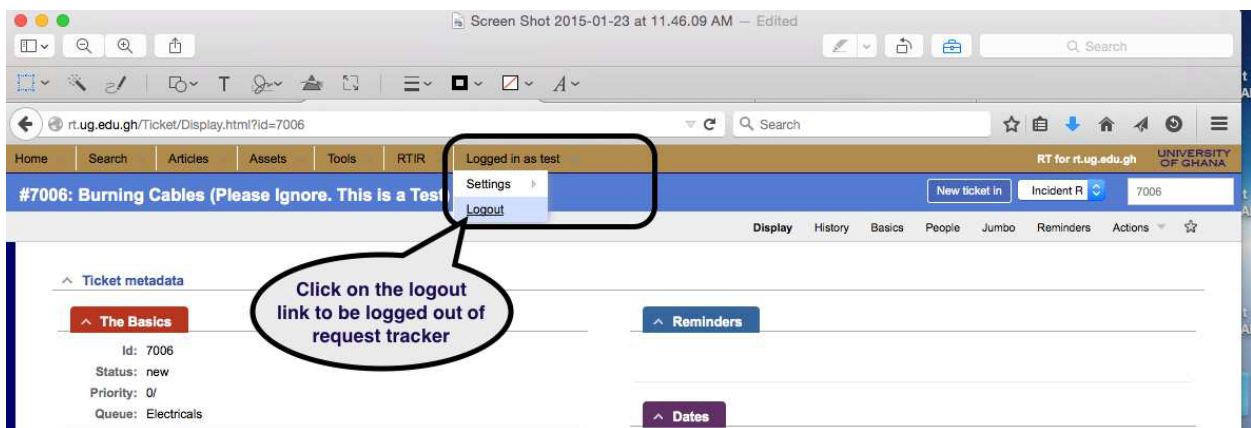 Screen Shot 2015-01-23 at 11.46.09 AM — Edited
Search
T
A
rt.ug.edu.gh/Ticket/Display.html?id=7006
Search
Home Search Articles Assets Tools RTIR Logged in as test RT for rt.ug.edu.gh UNIVERSITY OF GHANA
#7006: Burning Cables (Please Ignore. This is a Test)
Settings
New ticket in Incident R 7006
Logout
Display History Basics People Jumbo Reminders Actions
Ticket metadata
Click on the logout
link to be logged out of
request tracker
The Basics
Reminders
Id: 7006
Status: new
Priority: 0/
Queue: Electricals
Dates